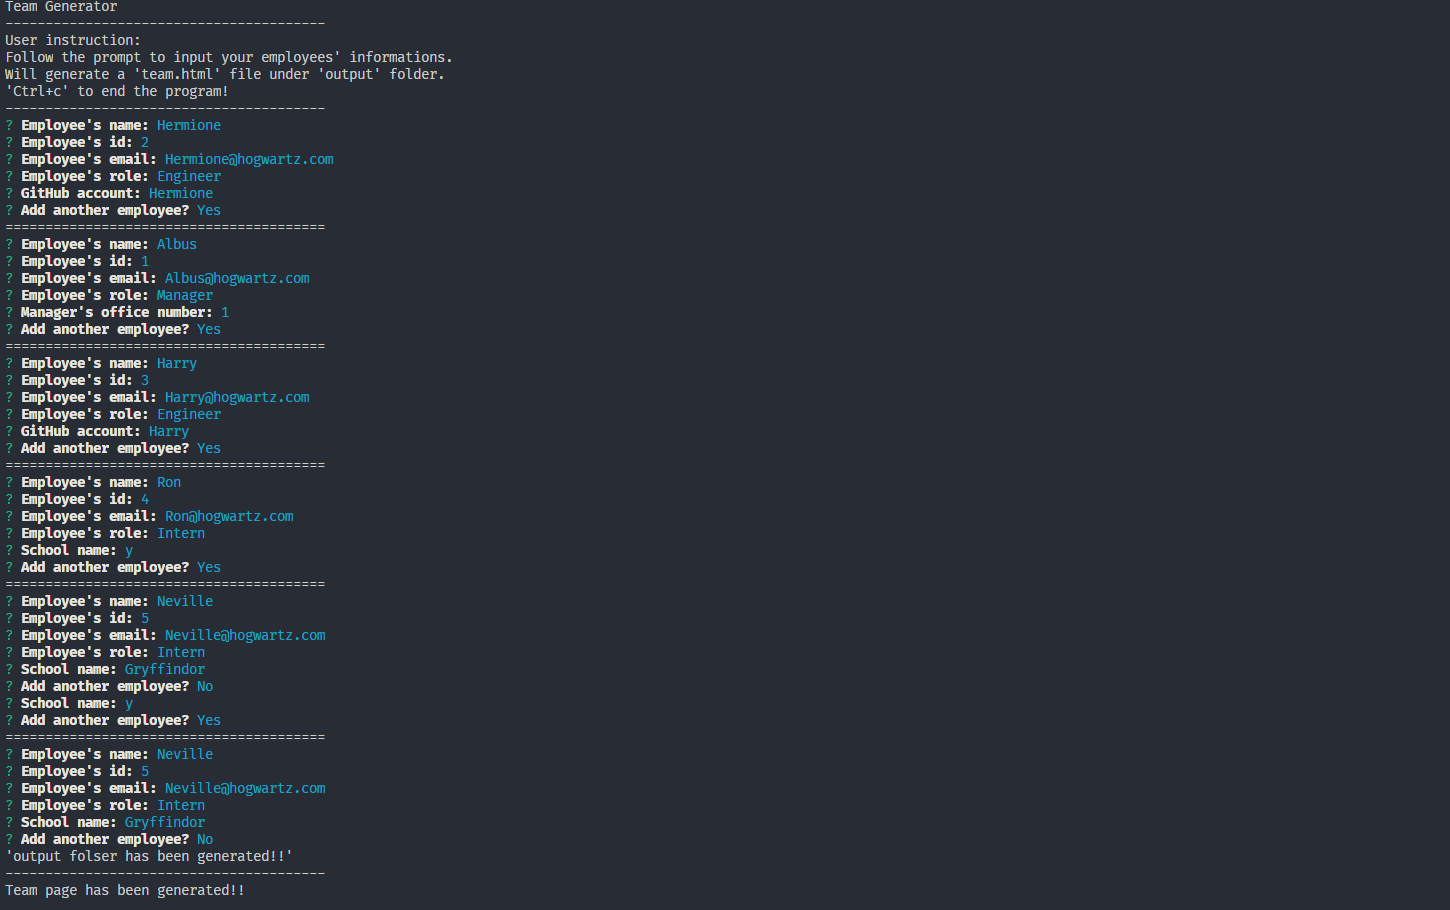 Team Generator
----------------------------------------
User instruction:
Follow the prompt to input your employees' informations.
Will generate a 'team.html' file under 'output' folder.
'Ctrl+c' to end the program!
----------------------------------------
? Employee's name: Hermione
? Employee's id: 2
? Employee's email: Hermione@hogwartz.com
? Employee's role: Engineer
? GitHub account: Hermione
? Add another employee? Yes
========================================
? Employee's name: Albus
? Employee's id: 1
? Employee's email: Albus@hogwartz.com
? Employee's role: Manager
? Manager's office number: 1
? Add another employee? Yes
========================================
? Employee's name: Harry
? Employee's id: 3
? Employee's email: Harry@hogwartz.com
? Employee's role: Engineer
? GitHub account: Harry
? Add another employee? Yes
========================================
? Employee's name: Ron
? Employee's id: 4
? Employee's email: Ron@hogwartz.com
? Employee's role: Intern
? School name: y
? Add another employee? Yes
========================================
? Employee's name: Neville
? Employee's id: 5
? Employee's email: Neville@hogwartz.com
? Employee's role: Intern
? School name: Gryffindor
? Add another employee? No
? School name: y
? Add another employee? Yes
========================================
? Employee's name: Neville
? Employee's id: 5
? Employee's email: Neville@hogwartz.com
? Employee's role: Intern
? School name: Gryffindor
? Add another employee? No
'output folser has been generated!!'
----------------------------------------
Team page has been generated!!